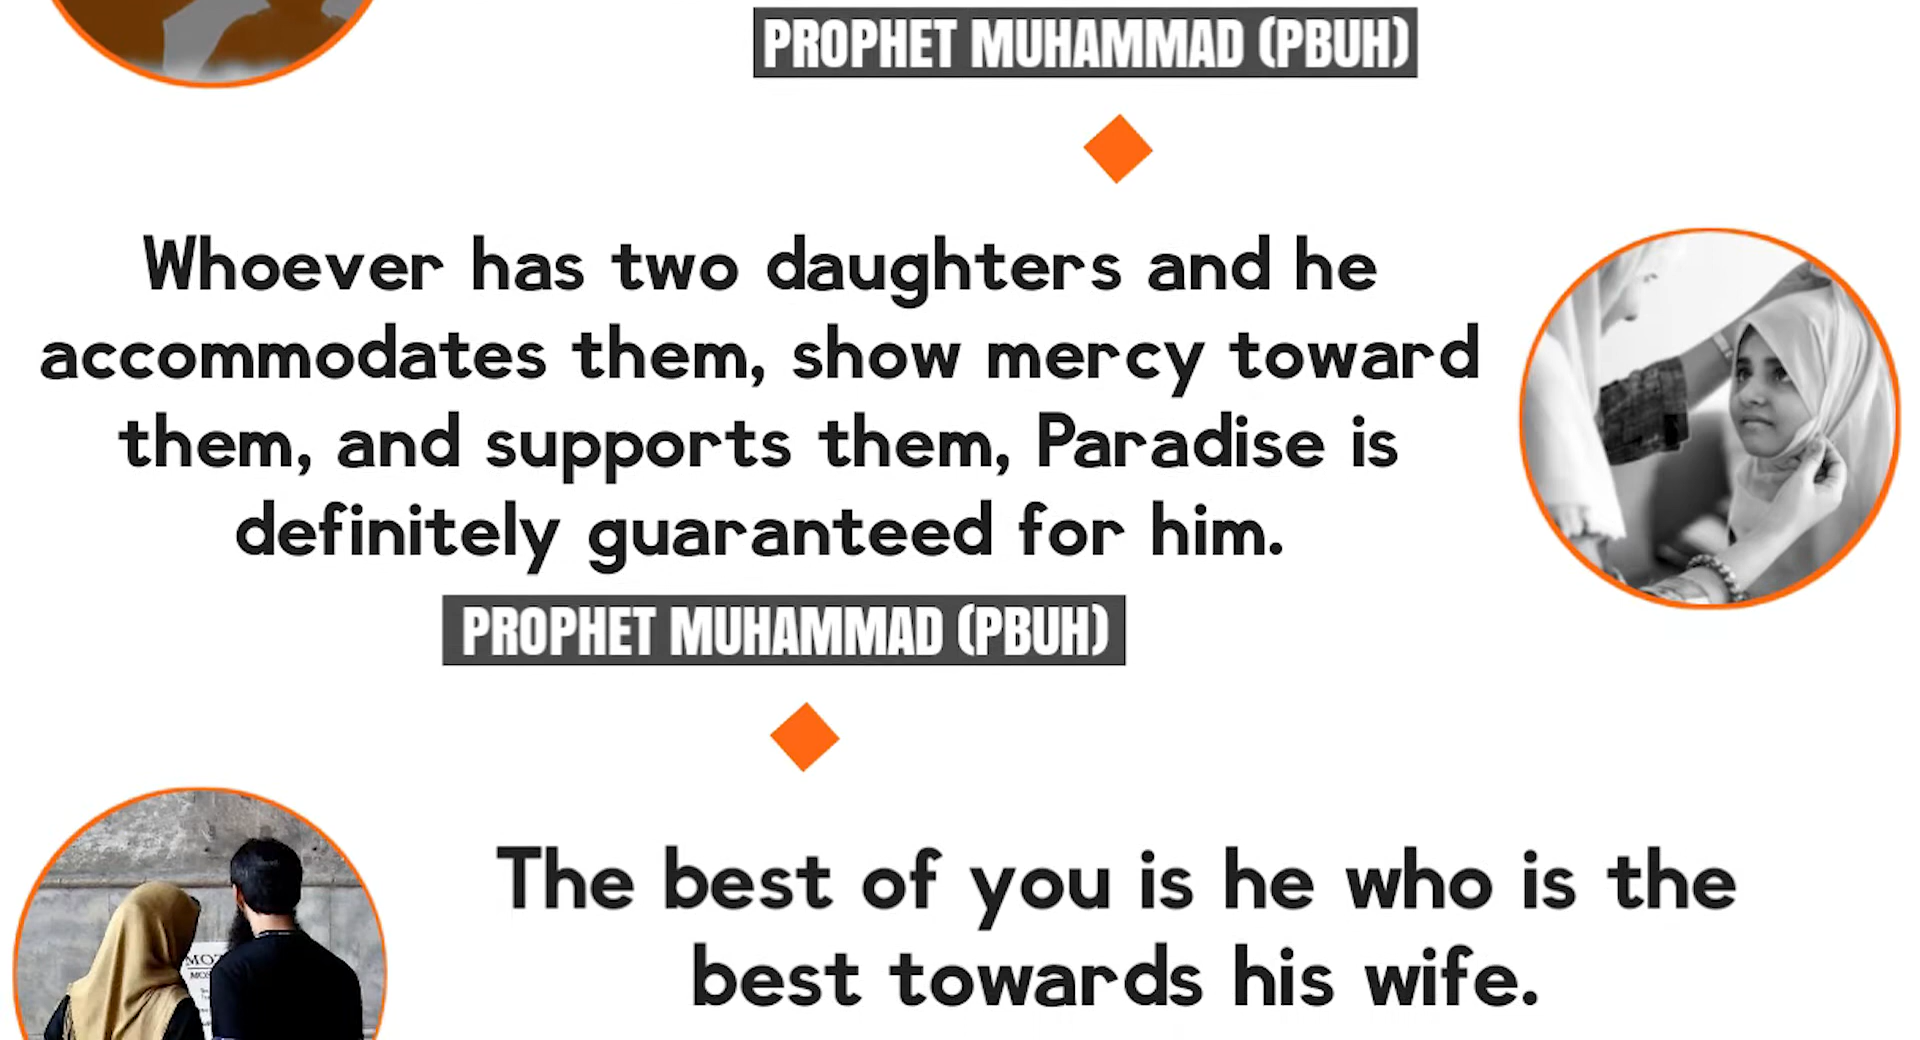 PROPHET MUHAMMAD (PBUH)
Whoever has two daughters and he
accommodates them, show mercy toward
them, and supports them, Paradise is
definitely guaranteed for him.
PROPHET MUHAMMAD (PBUH)
The best of you is he who is the
best towards his wife.